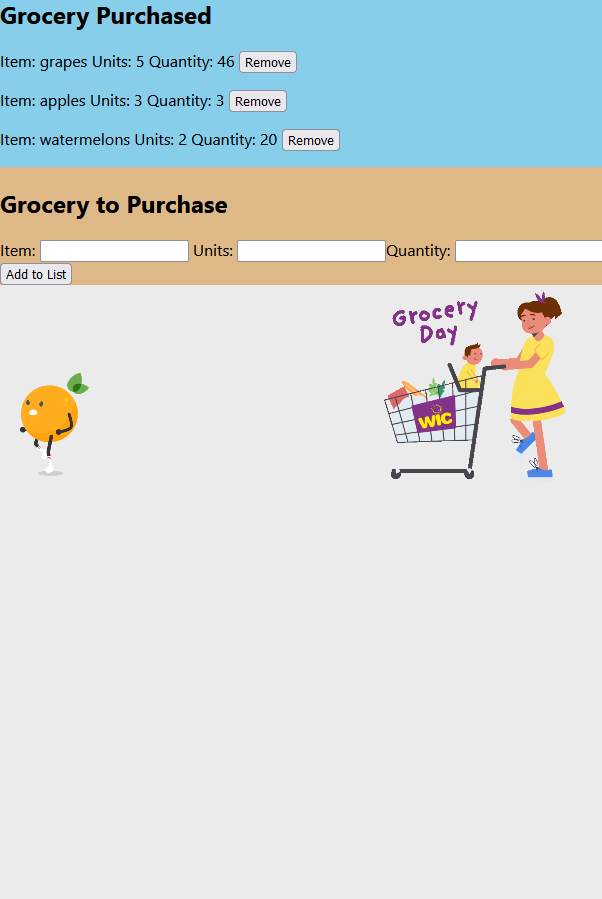 Grocery Purchased
Item: grapes Units: 5 Quantity: 46 Remove
Item: apples Units: 3 Quantity: 3 Remove
Item: watermelons Units: 2 Quantity: 20 Remove
Grocery to Purchase
Item: Units: Quantity:
Add to List
Grocery
Day
WIC